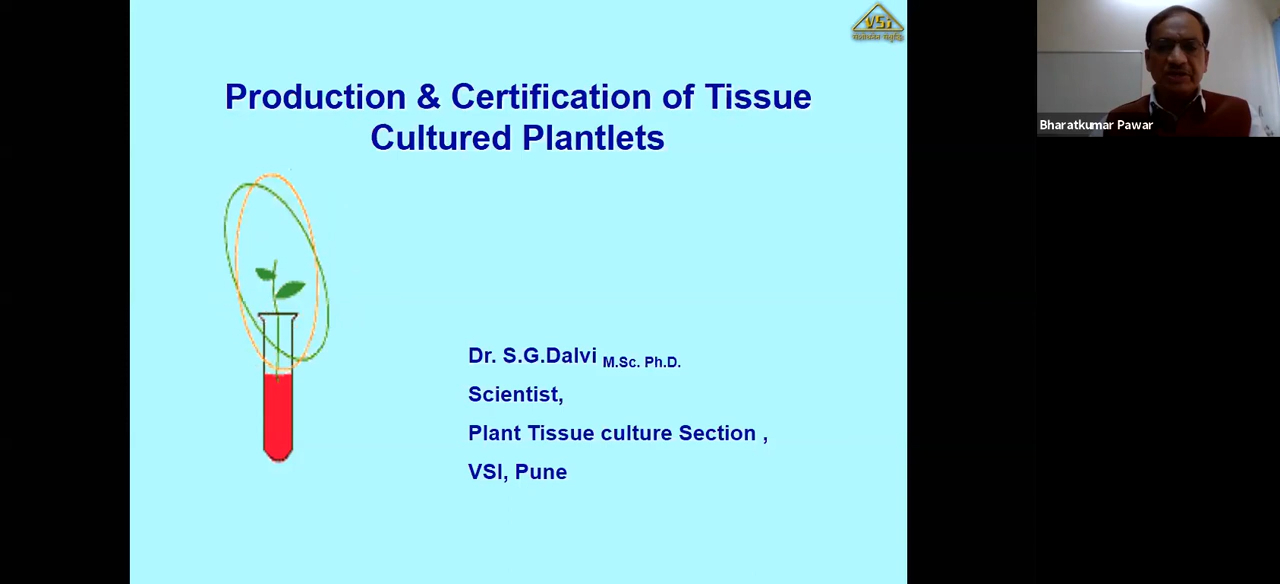 VSi
Production & Certification of Tissue
Cultured Plantlets
Dr. S.G.Dalvi M.Sc. Ph.D.
Scientist,
Plant Tissue culture Section ,
VSI, Pune
Bharatkumar Pawar